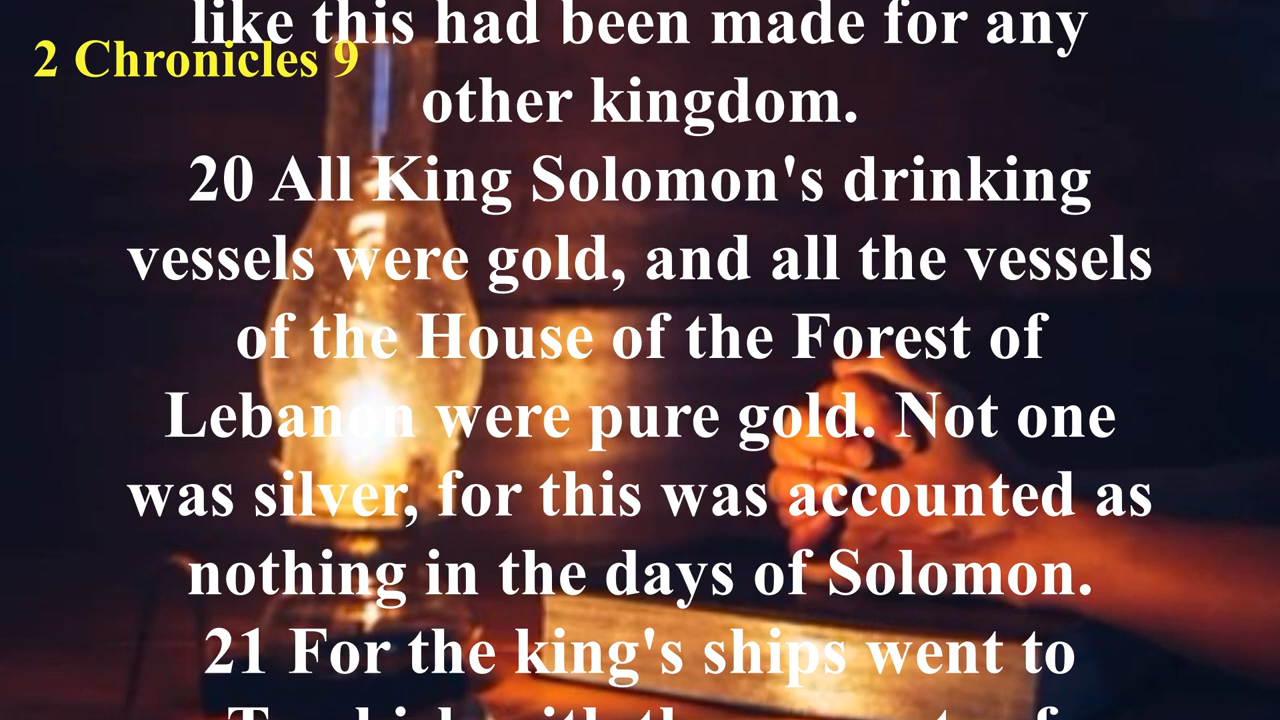 like this had been made for any
2 Chronicles 9
other kingdom.
20 All King Solomon's drinking
vessels were gold, and all the vessels
of the House of the Forest of
Lebanon were pure gold. Not one
was silver, for this was accounted as
nothing in the days of Solomon.
21 For the king's ships went to